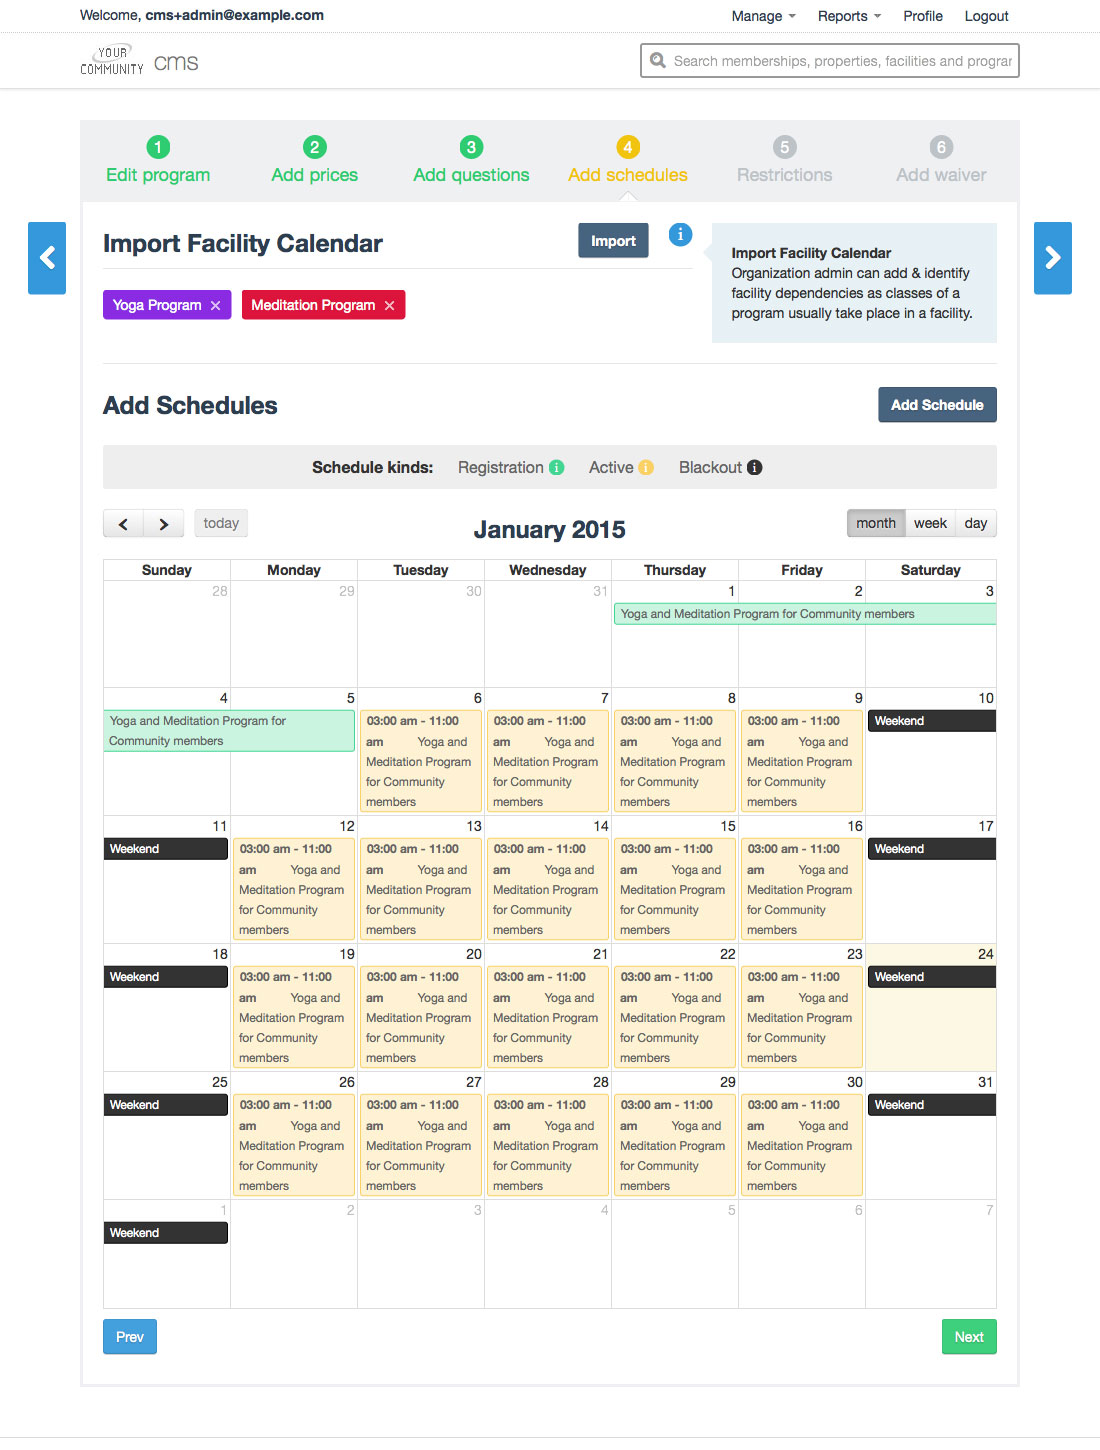 Welcome, cms+admin@example.com
Manage Reports Profile Logout
YOUR
COMMUNITY cms
Search memberships, properties, facilities and prograr
1 2 3 4 5 6
Edit program Add prices Add questions Add schedules Restrictions Add waiver
Import Facility Calendar
Import
i
Yoga Program ×
Meditation Program ×
Import Facility Calendar
Organization admin can add & identify
facility dependencies as classes of a
program usually take place in a facility.
Add Schedules
Add Schedule
Schedule kinds: Registration i Active i Blackout i
today
January 2015
month week day
Sunday Monday Tuesday Wednesday Thursday Friday Saturday
28 29 30 31 1 2 3
Yoga and Meditation Program for Community members
4 5 6 7 8 9 10
Yoga and Meditation Program for
Community members
03:00 am - 11:00
am Yoga and
Meditation Program
for Community
members
03:00 am - 11:00
am Yoga and
Meditation Program
for Community
members
03:00 am - 11:00
am Yoga and
Meditation Program
for Community
members
03:00 am - 11:00
am Yoga and
Meditation Program
for Community
members
Weekend
11 12 13 14 15 16 17
Weekend
03:00 am - 11:00
am Yoga and
Meditation Program
for Community
members
03:00 am - 11:00
am Yoga and
Meditation Program
for Community
members
03:00 am - 11:00
am Yoga and
Meditation Program
for Community
members
03:00 am - 11:00
am Yoga and
Meditation Program
for Community
members
03:00 am - 11:00
am Yoga and
Meditation Program
for Community
members
Weekend
18 19 20 21 22 23 24
Weekend
03:00 am - 11:00
am Yoga and
Meditation Program
for Community
members
03:00 am - 11:00
am Yoga and
Meditation Program
for Community
members
03:00 am - 11:00
am Yoga and
Meditation Program
for Community
members
03:00 am - 11:00
am Yoga and
Meditation Program
for Community
members
03:00 am - 11:00
am Yoga and
Meditation Program
for Community
members
Weekend
25 26 27 28 29 30 31
Weekend
03:00 am - 11:00
am Yoga and
Meditation Program
for Community
members
03:00 am - 11:00
am Yoga and
Meditation Program
for Community
members
03:00 am - 11:00
am Yoga and
Meditation Program
for Community
members
03:00 am - 11:00
am Yoga and
Meditation Program
for Community
members
03:00 am - 11:00
am Yoga and
Meditation Program
for Community
members
Weekend
1 2 3 4 5 6 7
Weekend
Prev
Next